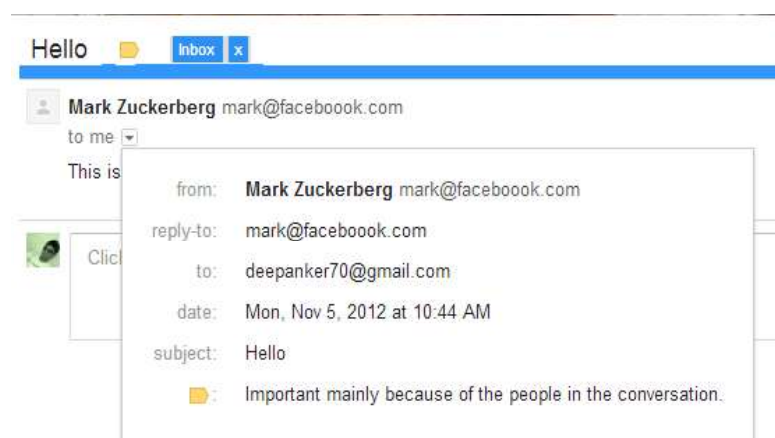 Hello Inbox x
Mark Zuckerberg mark@faceboook.com
to me
This is
from: Mark Zuckerberg mark@faceboook.com
reply-to: mark@faceboook.com
Clic
to: deepanker70@gmail.com
date: Mon, Nov 5, 2012 at 10:44 AM
subject: Hello
: Important mainly because of the people in the conversation.